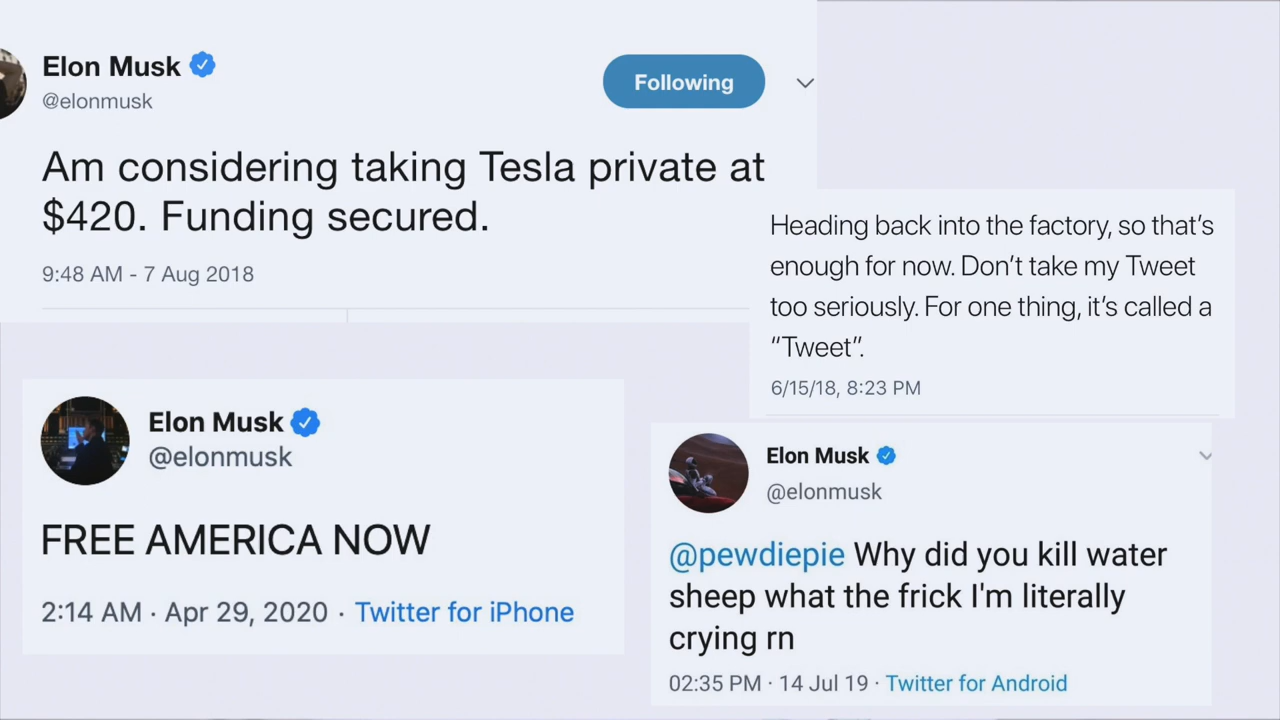 Elon Musk
@elonmusk
Following
Am considering taking Tesla private at
$420. Funding secured.
9:48 AM - 7 Aug 2018
Heading back into the factory, so that’s
enough for now. Don’t take my Tweet
too seriously. For one thing, it’s called a
“Tweet”.
6/15/18, 8:23 PM
Elon Musk
@elonmusk
FREE AMERICA NOW
2:14 AM · Apr 29, 2020 · Twitter for iPhone
Elon Musk
@elonmusk
@pewdiepie Why did you kill water
sheep what the frick I'm literally
crying rn
02:35 PM · 14 Jul 19 · Twitter for Android